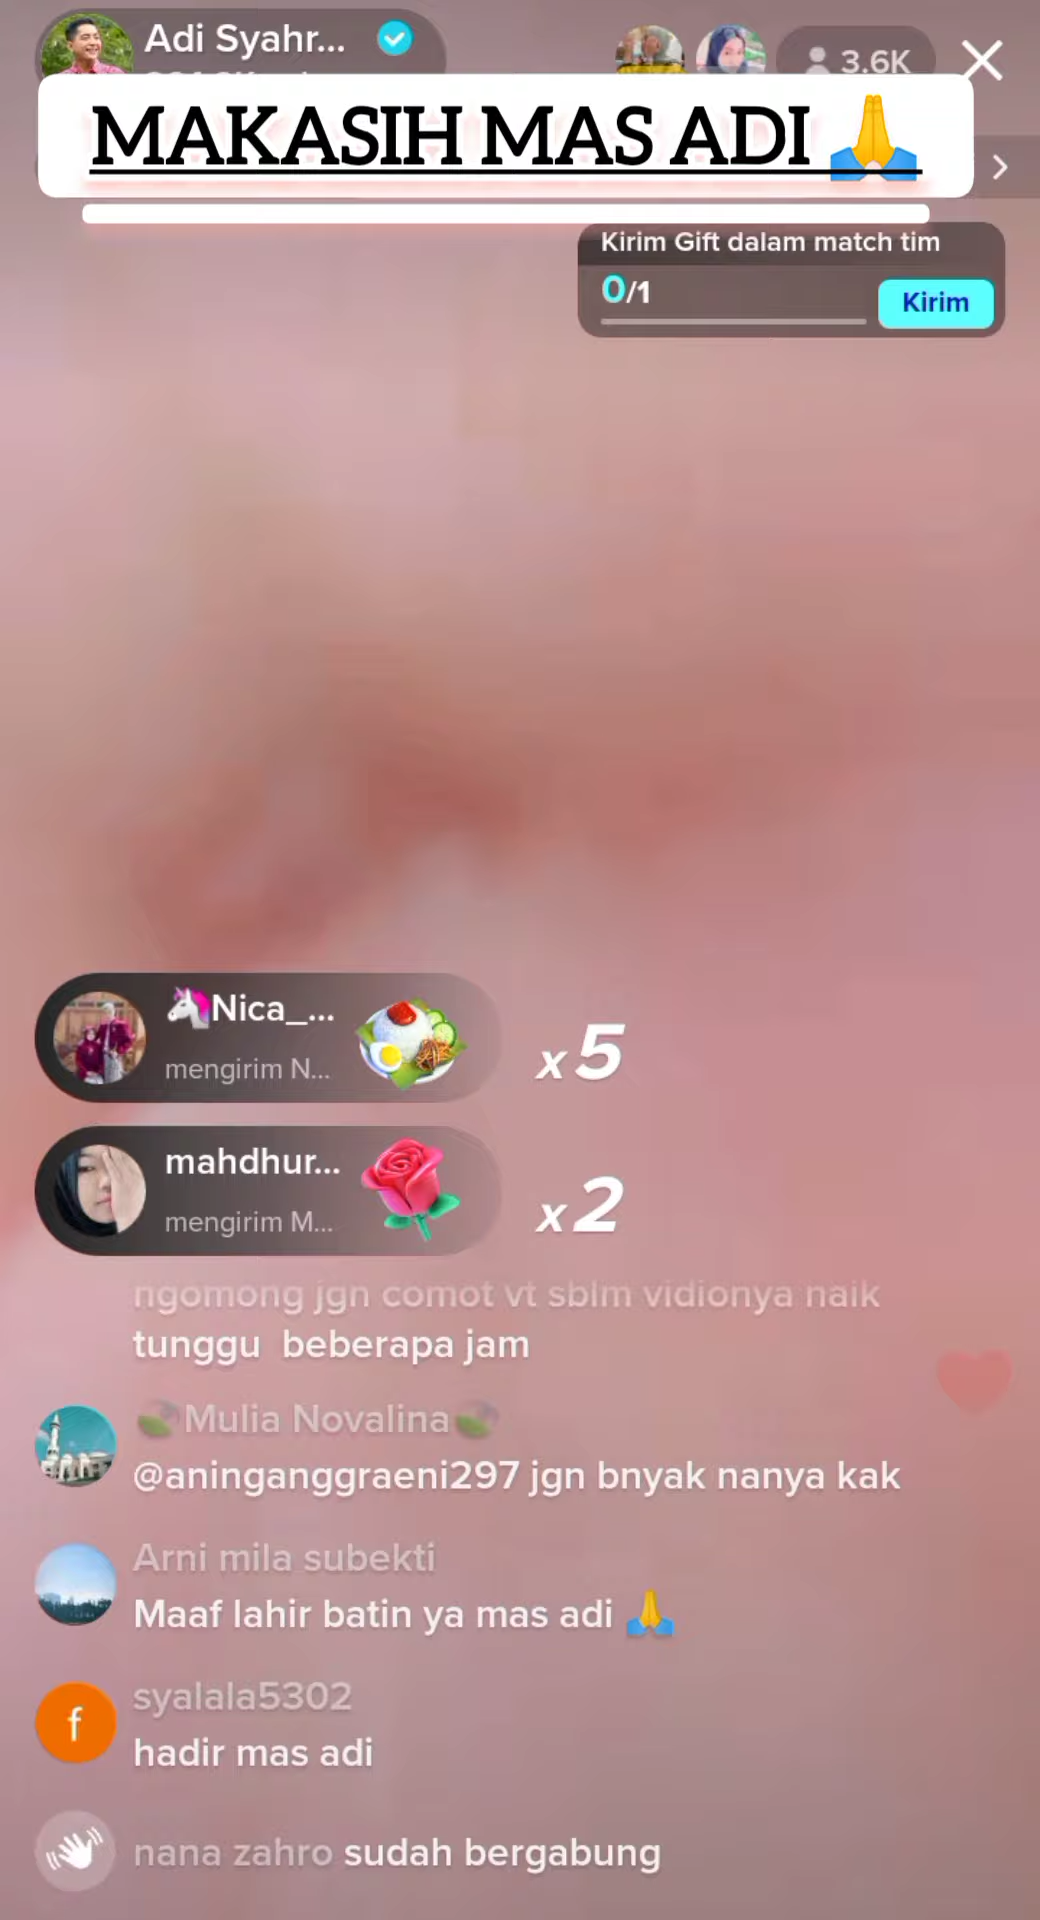 Adi Syahr...
3.6K
MAKASIH MAS ADI 🙏
Kirim Gift dalam match tim
0/1
Kirim
🦄Nica_...
mengirim N...
x5
mahdhur...
mengirim M...
x2
ngomong jgn comot vt sblm vidionya naik
tunggu beberapa jam
Mulia Novalina
@aninganggraeni297 jgn bnyak nanya kak
Arni mila subekti
Maaf lahir batin ya mas adi 🙏
syalala5302
f
hadir mas adi
nana zahro sudah bergabung